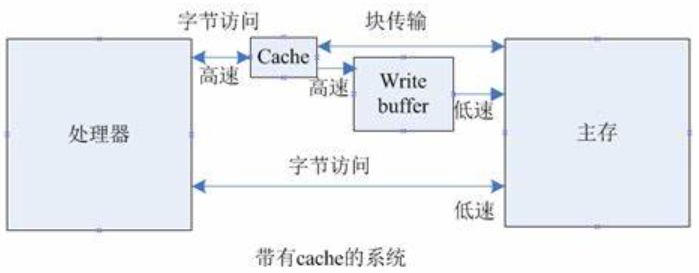 字节访问
块传输
Cache
高速
高速
Write
buffer
低速
处理器
主存
字节访问
低速
带有cache的系统